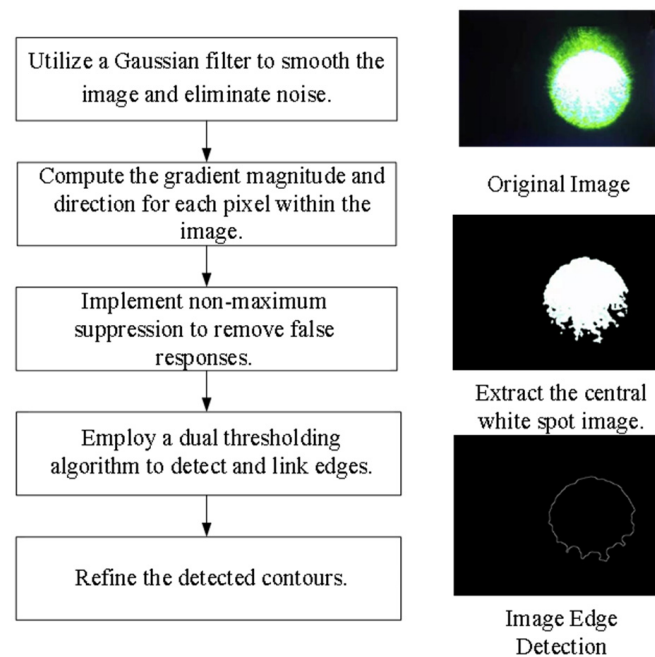 Utilize a Gaussian filter to smooth the
image and eliminate noise.
Compute the gradient magnitude and
direction for each pixel within the
image.
Implement non-maximum
suppression to remove false
responses.
Employ a dual thresholding
algorithm to detect and link edges.
Refine the detected contours.
Original Image
Extract the central
white spot image.
Image Edge
Detection